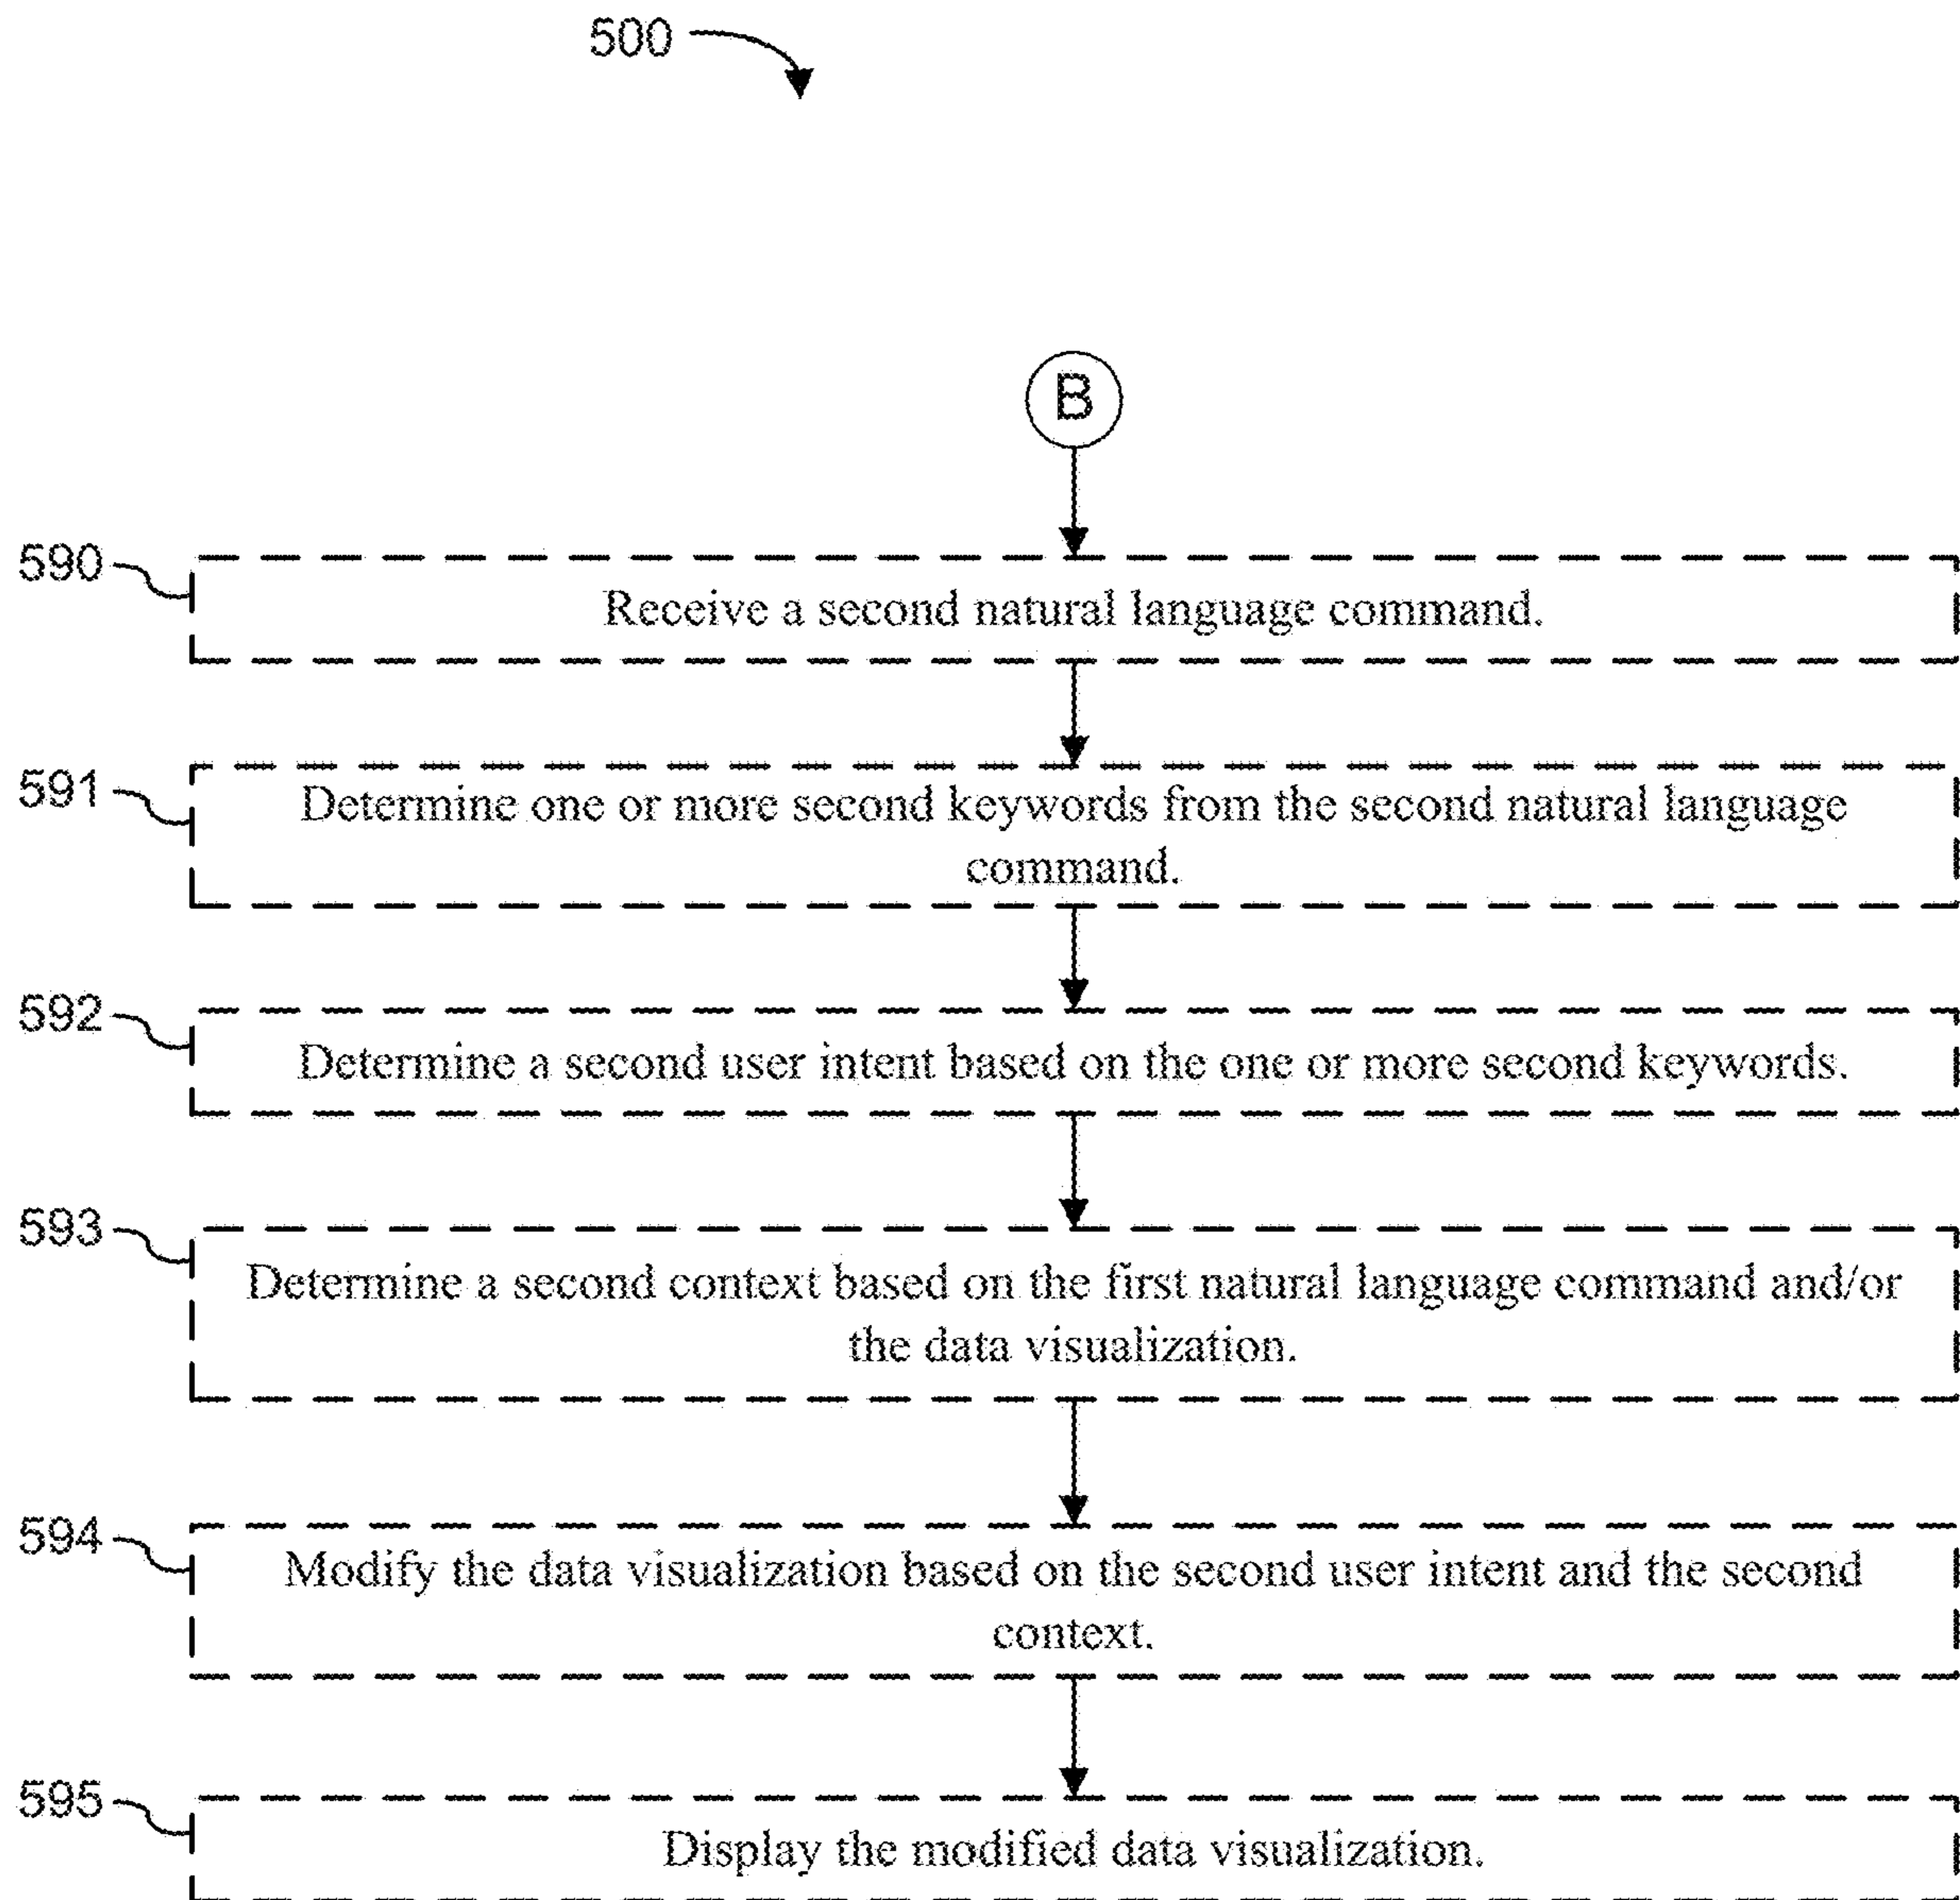 500
B
590
Receive a second natural language command.
591
Determine one or more second keywords from the second natural language
command.
592
Determine a second user intent based on the one or more second keywords.
593
Determine a second context based on the first natural language command and/or
the data visualization.
594
Modify the data visualization based on the second user intent and the second
context.
595
Display the modified data visualization.